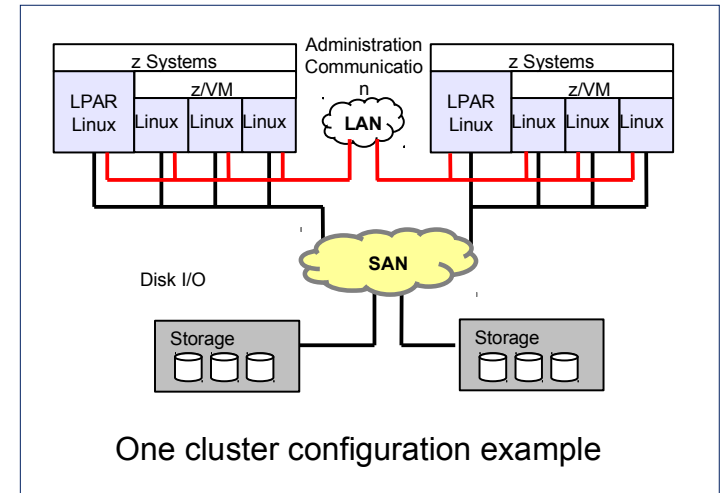 z Systems
z/VM
LPAR
Linux
Linux Linux Linux
Administration
Communicatio
n
LAN
z Systems
z/VM
LPAR
Linux
Linux Linux Linux
SAN
Disk I/O
Storage
Storage
One cluster configuration example